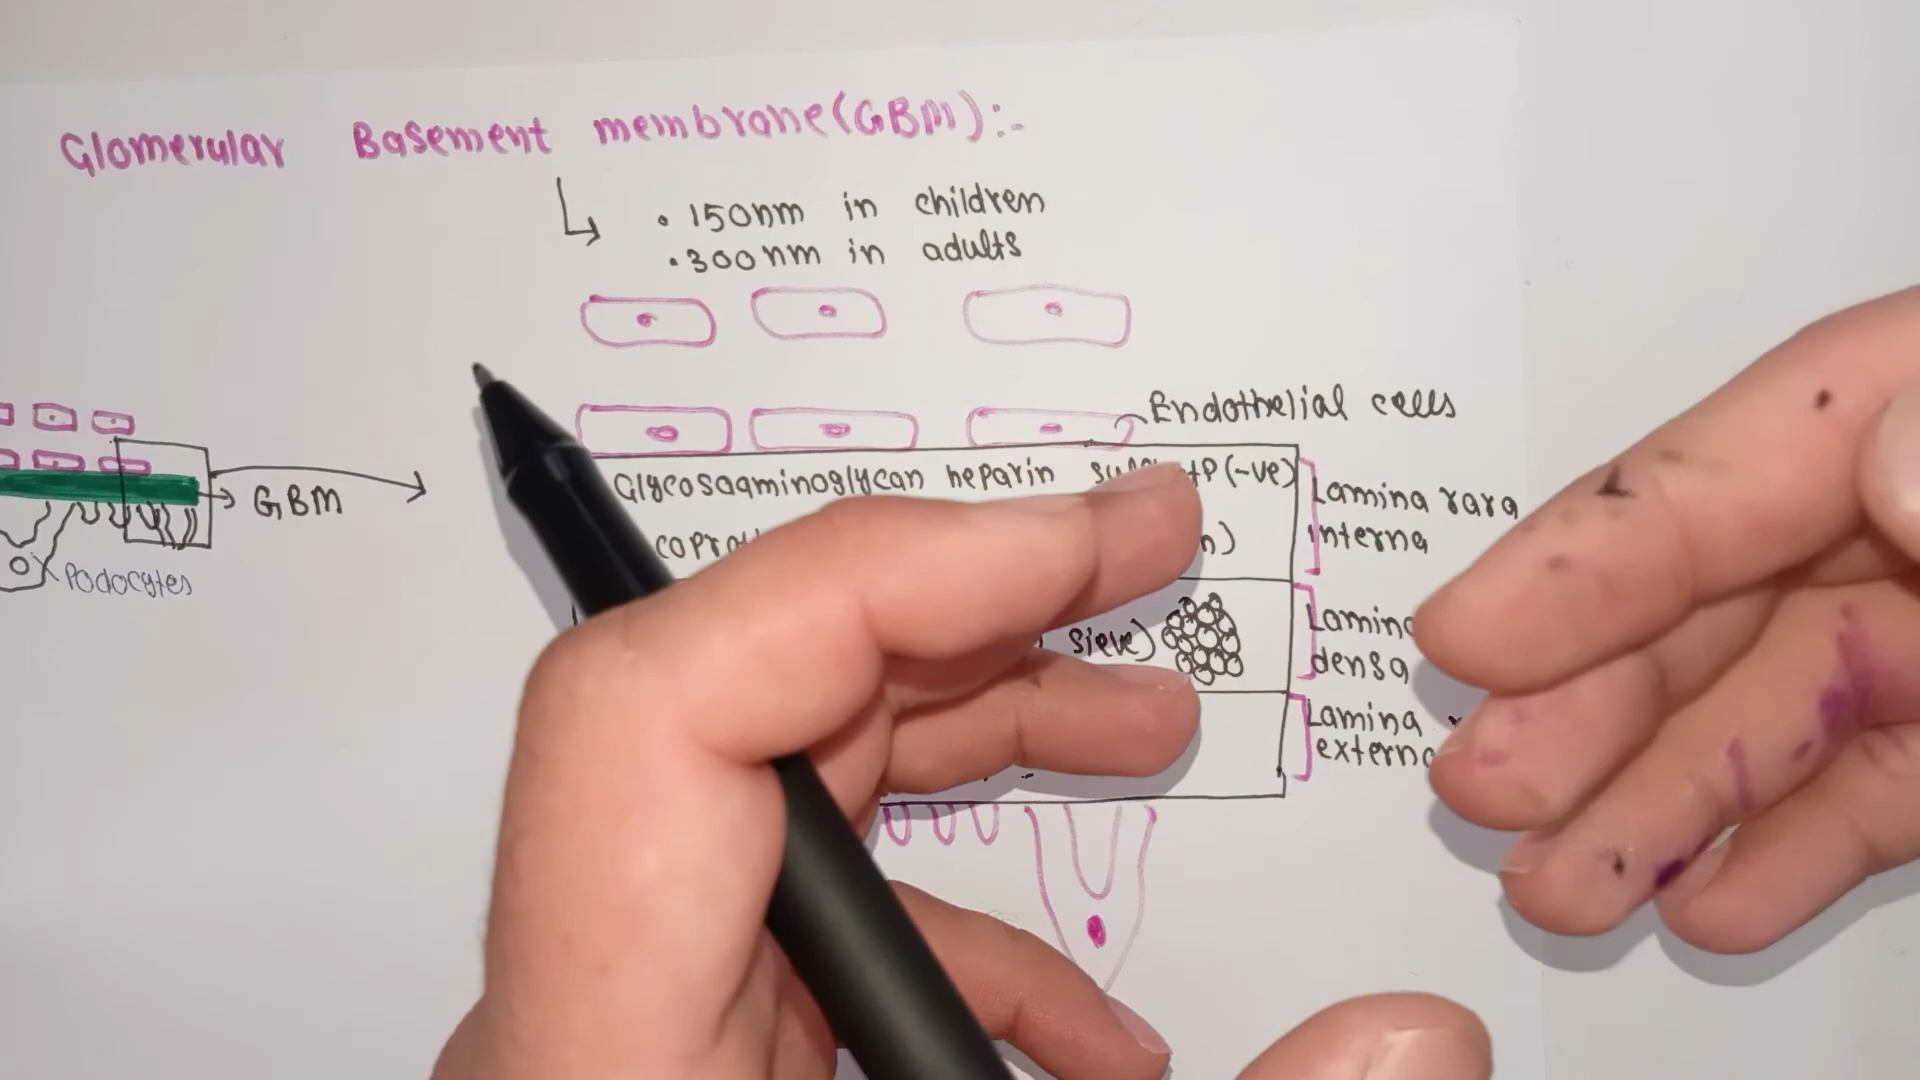 Glomerular Basement membrane(GBM):-
. 150nm in children
. 300nm in adults
Endothelial cells
Glycosaaminoglycan heparin (-ve)
Lamina rara
interna
GBM
Podocytes
sieve)
Lamina
densa
Lamina
externa